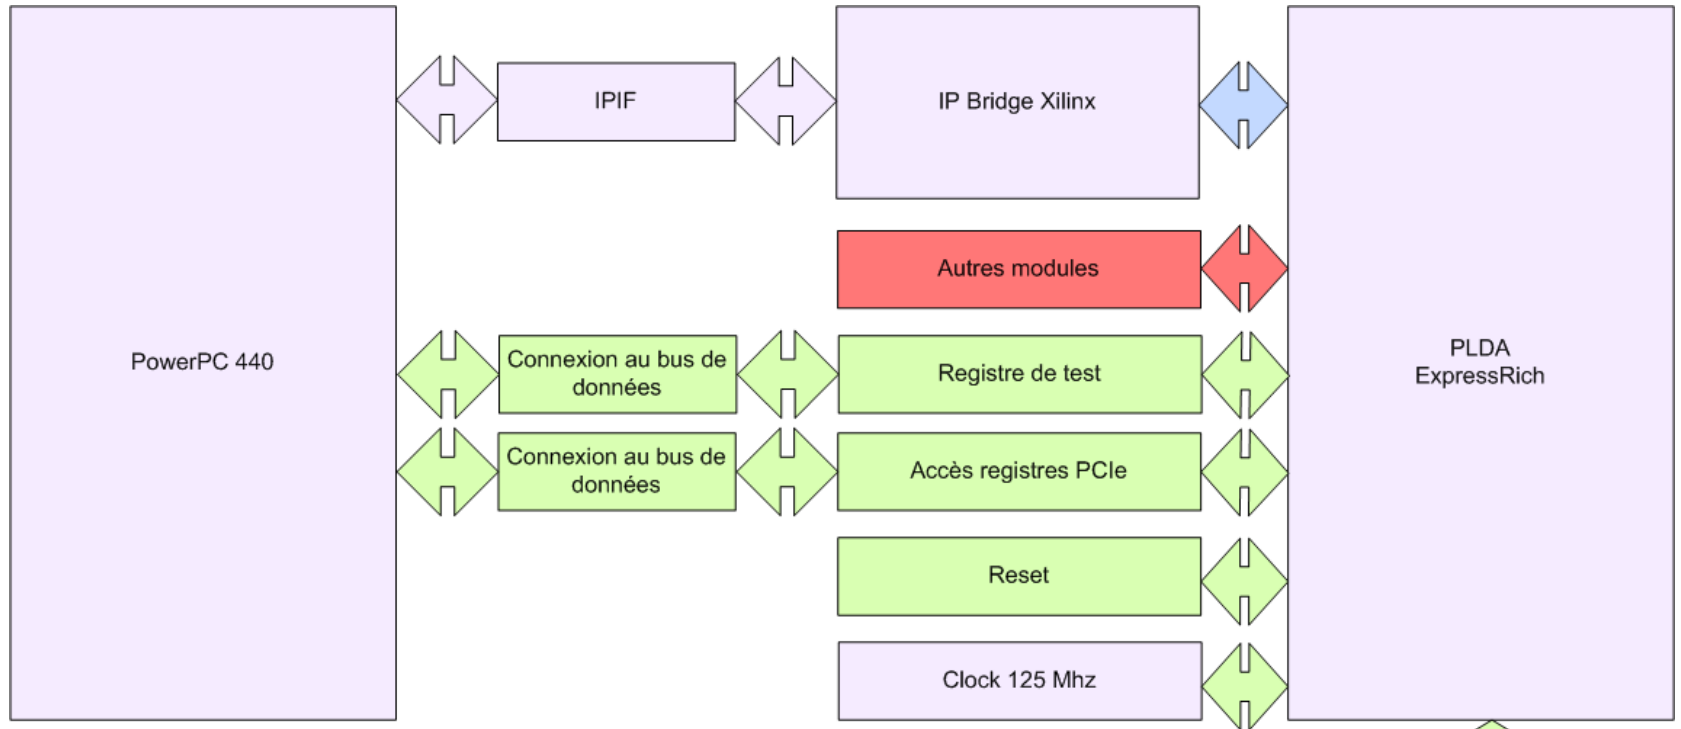 PowerPC 440
IPIF
IP Bridge Xilinx
Autres modules
Connexion au bus de
données
Registre de test
Connexion au bus de
données
Accès registres PCIe
Reset
Clock 125 Mhz
PLDA
ExpressRich